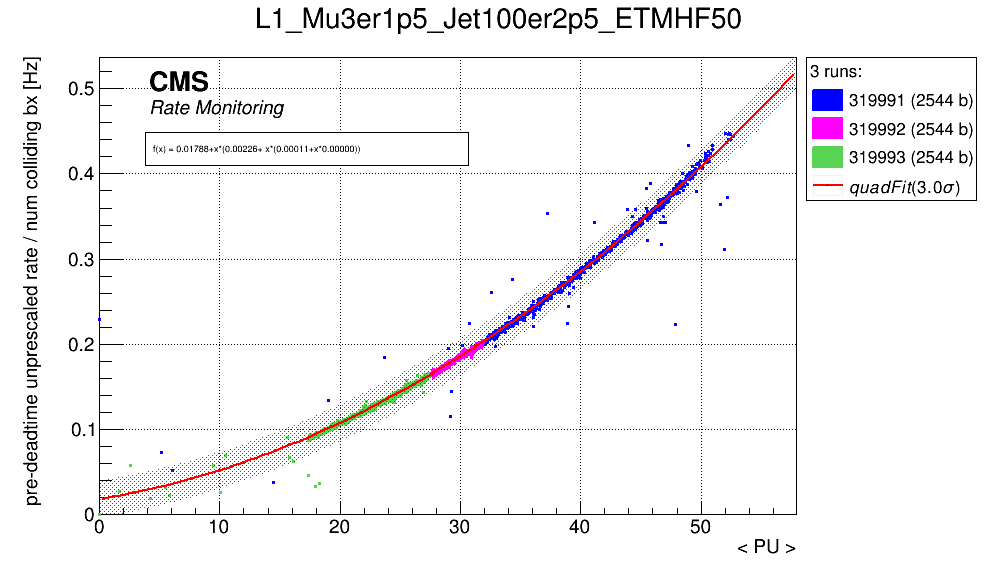 L1_Mu3er1p5_Jet100er2p5_ETMHF50
pre-deadtime unprescaled rate / num colliding bx [Hz]
CMS
Rate Monitoring
f(x) = 0.01788+x*(0.00226+ x*(0.00011+x*0.00000))
0.5
0.4
0.3
0.2
0.1
0
0 10 20 30 40 50
< PU >
3 runs:
319991 (2544 b)
319992 (2544 b)
319993 (2544 b)
quadFit(3.0σ)